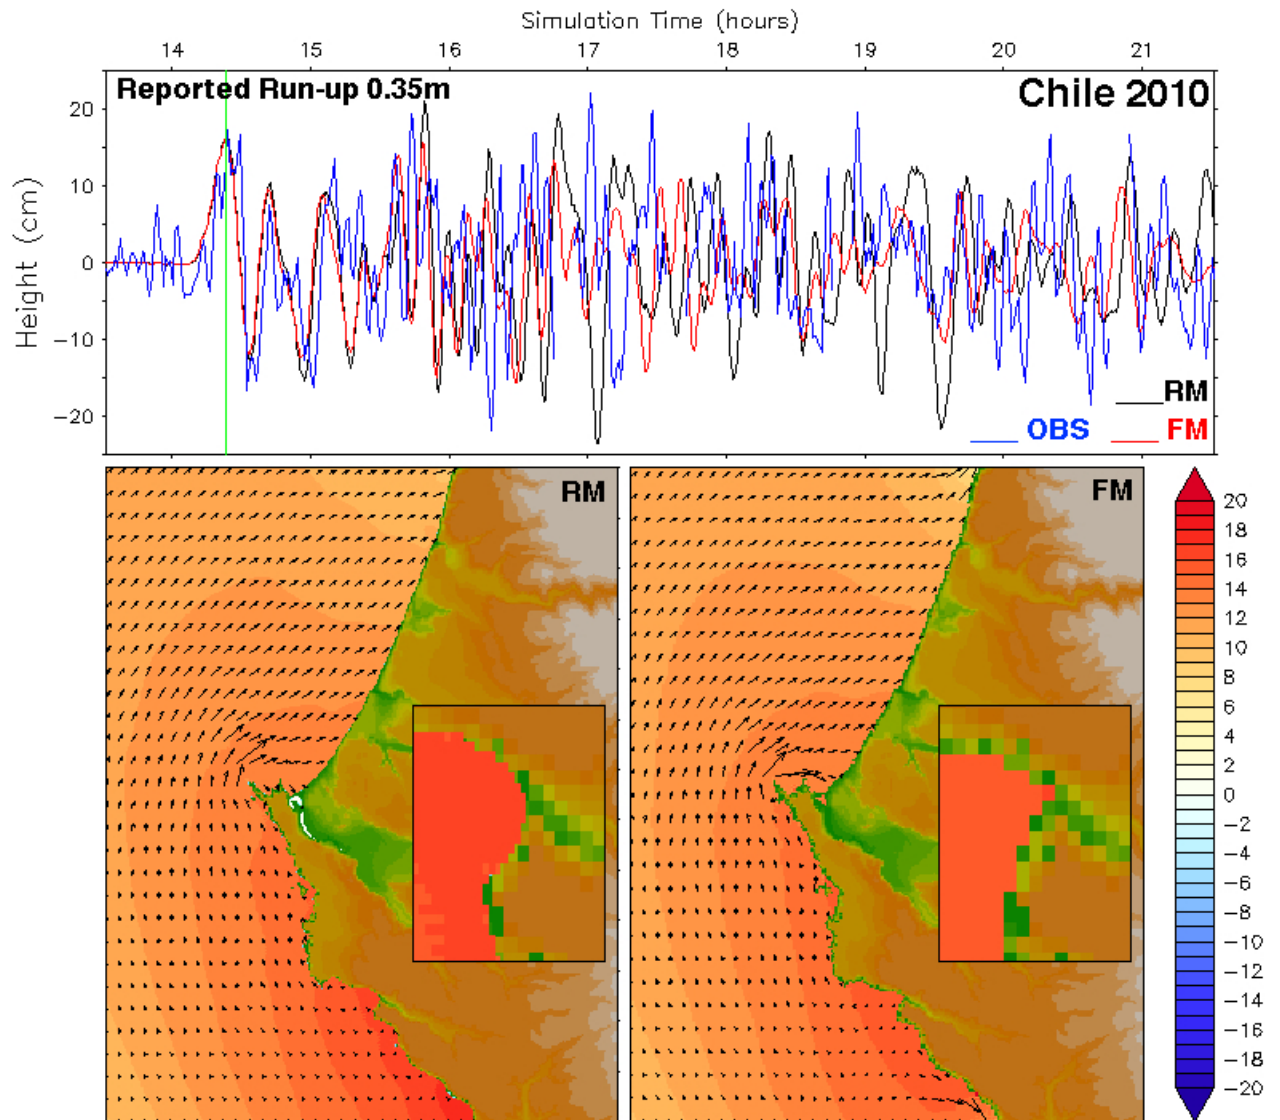 Simulation Time (hours)
14 15 16 17 18 19 20 21
Reported Run-up 0.35m
Chile 2010
Height (cm)
20
10
0
−10
−20
RM
OBS FM
RM
FM
20
18
16
14
12
10
8
6
4
2
0
−2
−4
−6
−8
−10
−12
−14
−16
−18
−20